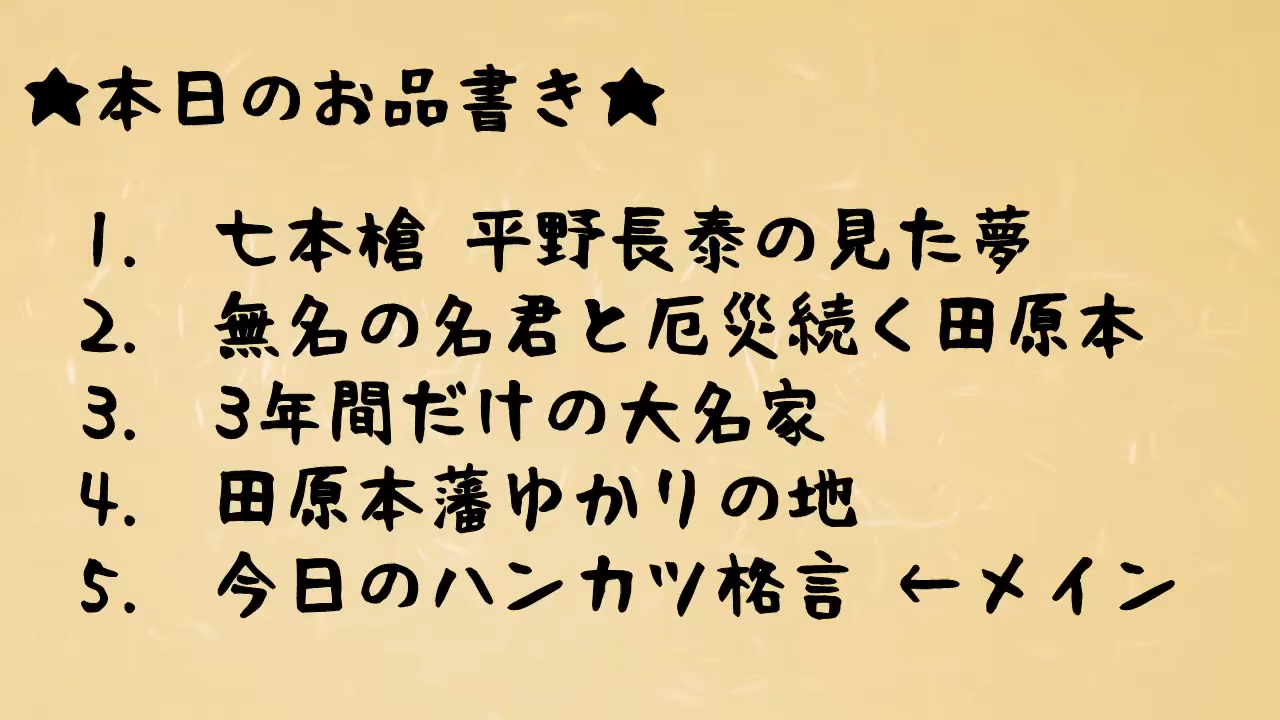 ★本日のお品書き★
1. 七本槍 平野長泰の見た夢
2. 無名の名君と厄災続く田原本
3. 3年間だけの大名家
4. 田原本藩ゆかりの地
5. 今日のハンカツ格言 ←メイン